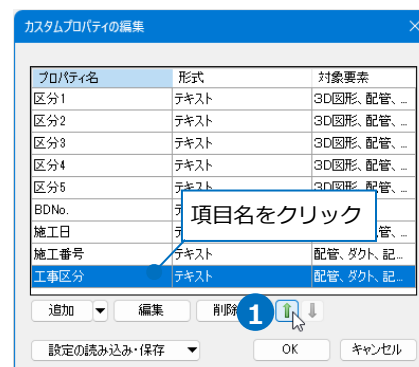 カスタムプロパティの編集
プロパティ名 形式 対象要素
区分1 テキスト 3D図形、配管、...
区分2 テキスト 3D図形、配管、...
区分3 テキスト 3D図形、配管、...
区分4 テキスト 3D図形、配管、...
区分5 テキスト 3D図形、配管、...
BDNo.
項目名をクリック
施工日 管、...
施工番号 テキスト 配管、ダクト、記...
工事区分 テキスト 配管、ダクト、記...
追加 編集 削除 1
設定の読み込み・保存 OK キャンセル